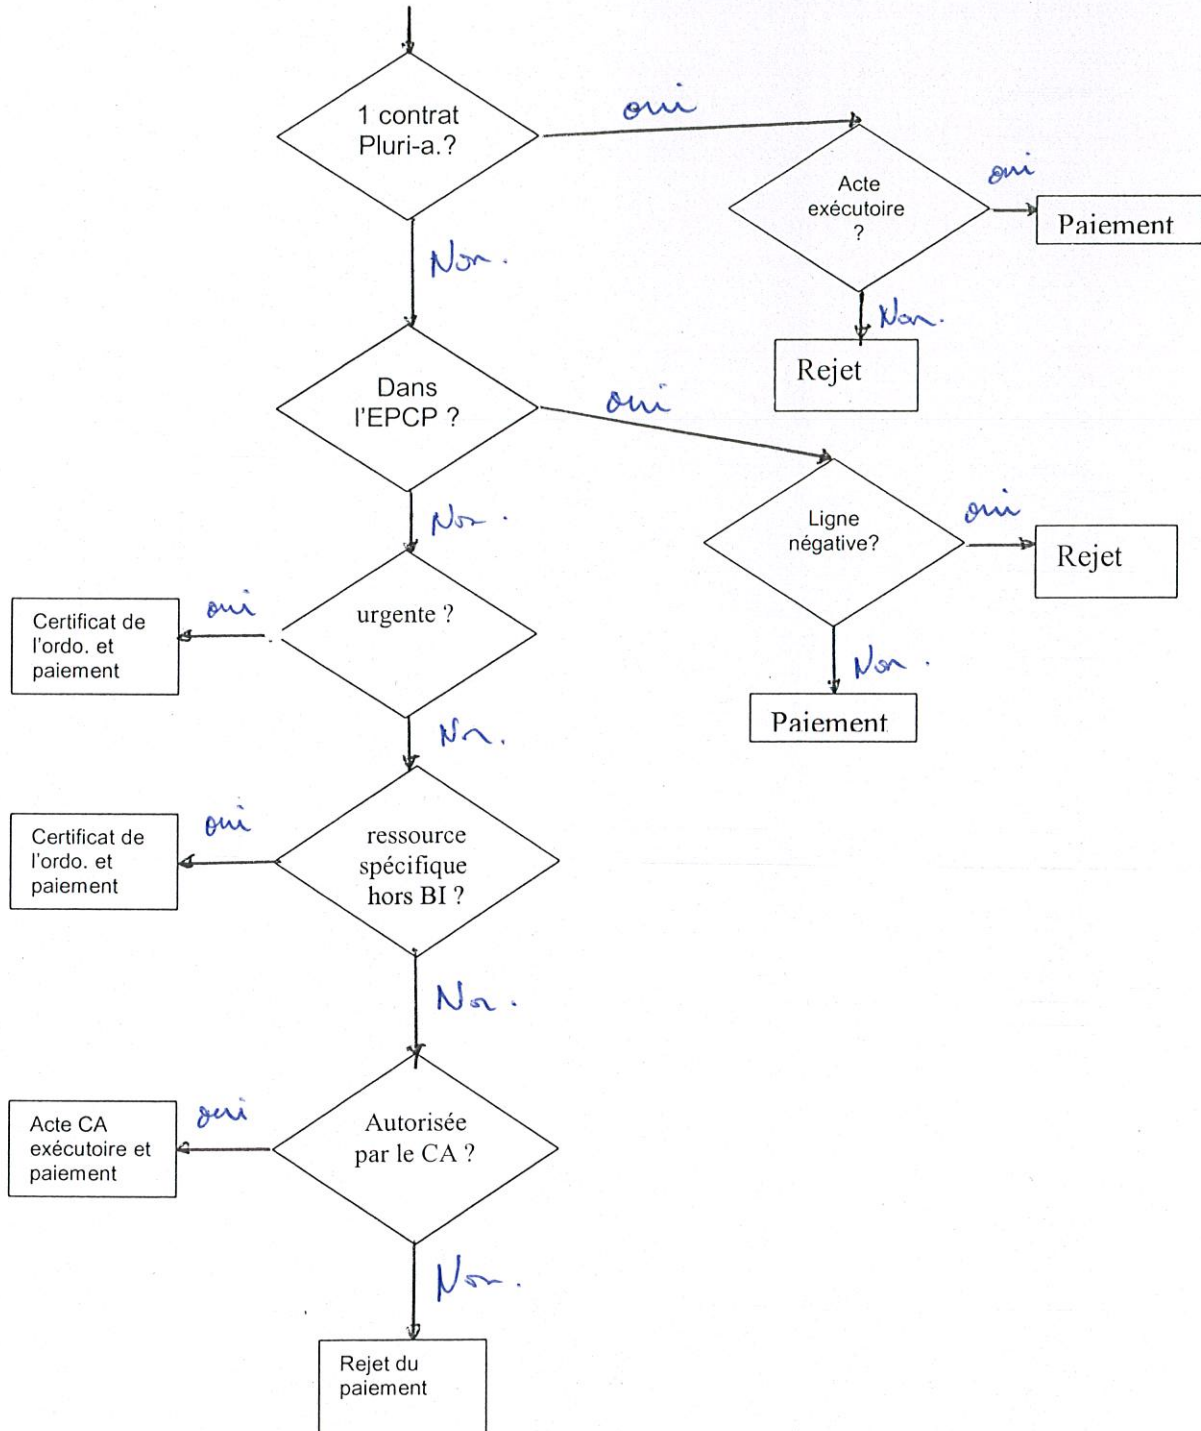 1 contrat
Pluri-a.?
oui
Acte
exécutoire
?
oui
Paiement
Non.
Non.
Rejet
Dans
l'EPCP ?
oui
Ligne
négative?
oui
Rejet
Non.
Non.
Paiement
urgente ?
oui
Certificat de
l'ordo. et
paiement
Non.
ressource
spécifique
hors BI ?
oui
Certificat de
l'ordo. et
paiement
Non.
Autorisée
par le CA ?
oui
Acte CA
exécutoire et
paiement
Non.
Rejet du
paiement